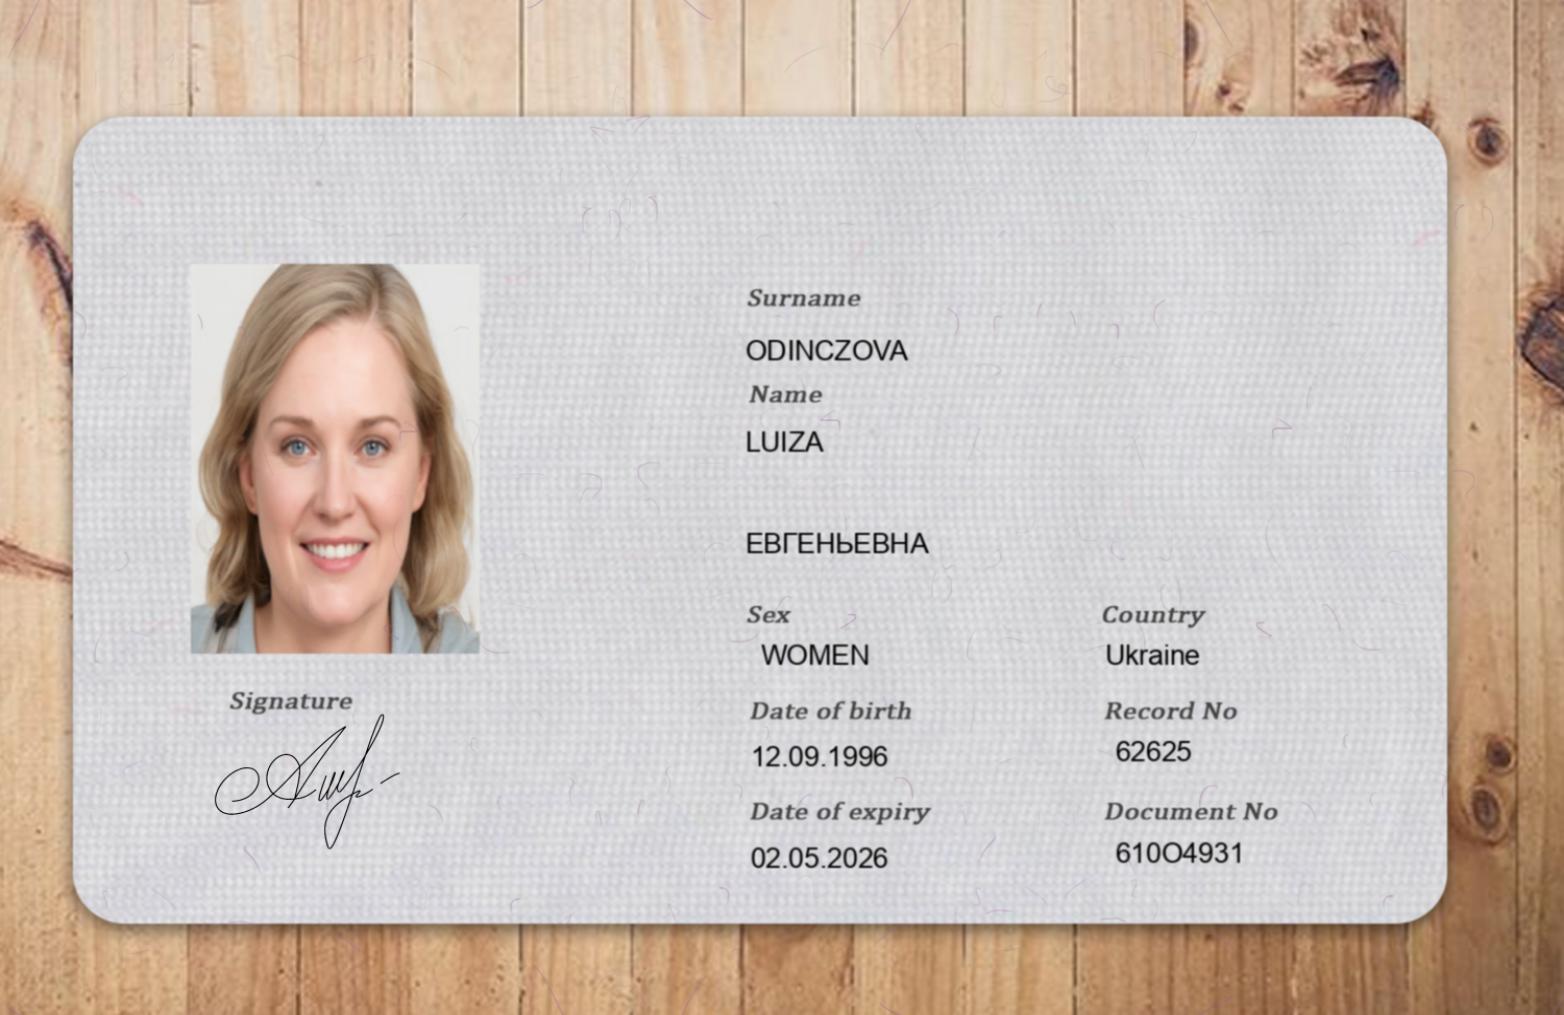 Surname
ODINCZOVA
Name
LUIZA
ЕВГЕНЬЕВНА
Sex
Country
WOMEN
Ukraine
Signature
Date of birth
Record No
12.09.1996
62625
Date of expiry
Document No
02.05.2026
610O4931